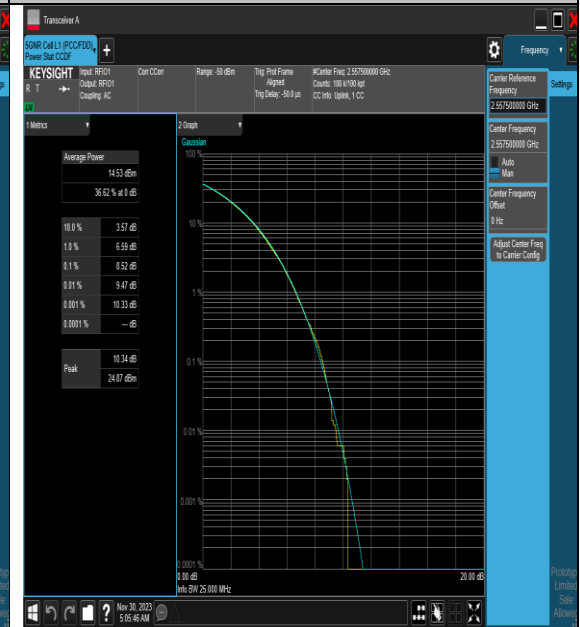 Transceiver A
5GNR Cell L1 (PCC/FDD),
Power Stat CCDF
+
Frequency
KEYSIGHT
R T
LW
Input: RFIO1
Output: RFIO1
Coupling: AC
Corr CCorr
Range: -50 dBm
Trig: Prot Frame
Aligned
Trig Delay: -50.0 µs
#Center Freq: 2.557500000 GHz
Counts: 100 k/100 kpt
CC Info: Uplink, 1 CC
1 Metrics
Average Power
14.53 dBm
36.62 % at 0 dB
10.0 % 3.57 dB
1.0 % 6.59 dB
0.1 % 8.52 dB
0.01 % 9.47 dB
0.001 % 10.33 dB
0.0001 % --- dB
Peak
10.34 dB
24.87 dBm
2 Graph
Gaussian
100 %
10 %
1 %
0.1 %
0.01 %
0.001 %
0.0001 %
0.00 dB 20.00 dB
Info BW 25.000 MHz
Carrier Reference
Frequency
2.557500000 GHz
Center Frequency
2.557500000 GHz
Auto
Man
Center Frequency
Offset
0 Hz
Adjust Center Freq
to Carrier Config
Settings
Nov 30, 2023
5:05:46 AM
?